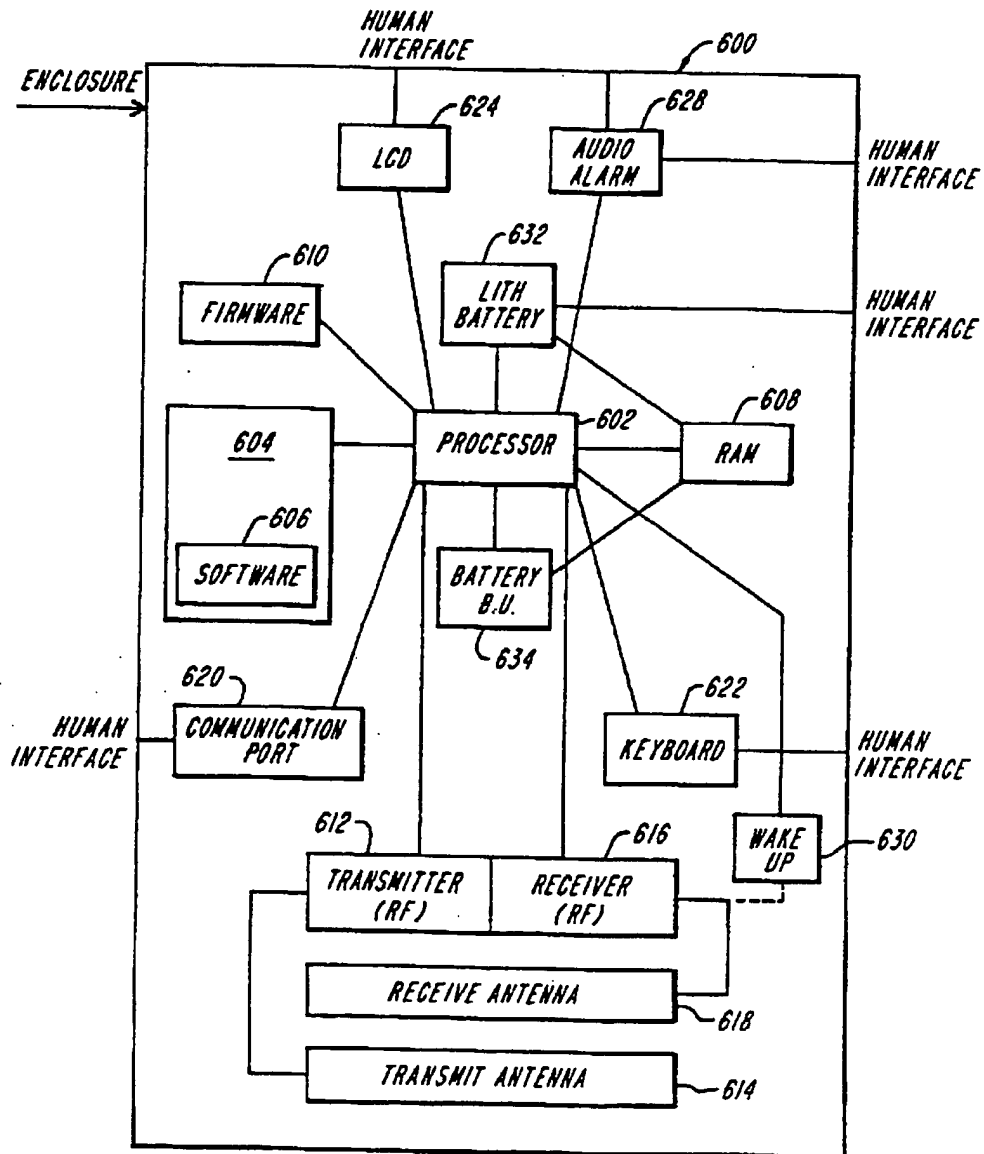 HUMAN
INTERFACE
600
ENCLOSURE
624
628
LCD
AUDIO
ALARM
HUMAN
INTERFACE
632
610
LITH
BATTERY
FIRMWARE
HUMAN
INTERFACE
602
608
604
PROCESSOR
RAM
606
SOFTWARE
BATTERY
B.U.
634
620
622
COMMUNICATION
PORT
HUMAN
INTERFACE
KEYBOARD
HUMAN
INTERFACE
612
616
WAKE
UP
630
TRANSMITTER
(RF)
RECEIVER
(RF)
RECEIVE ANTENNA
618
TRANSMIT ANTENNA
614